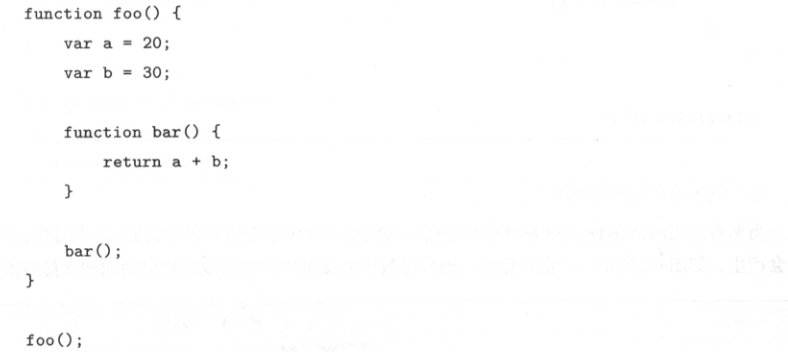 function foo() {
    var a = 20;
    var b = 30;

    function bar() {
        return a + b;
    }

    bar();
}

foo();